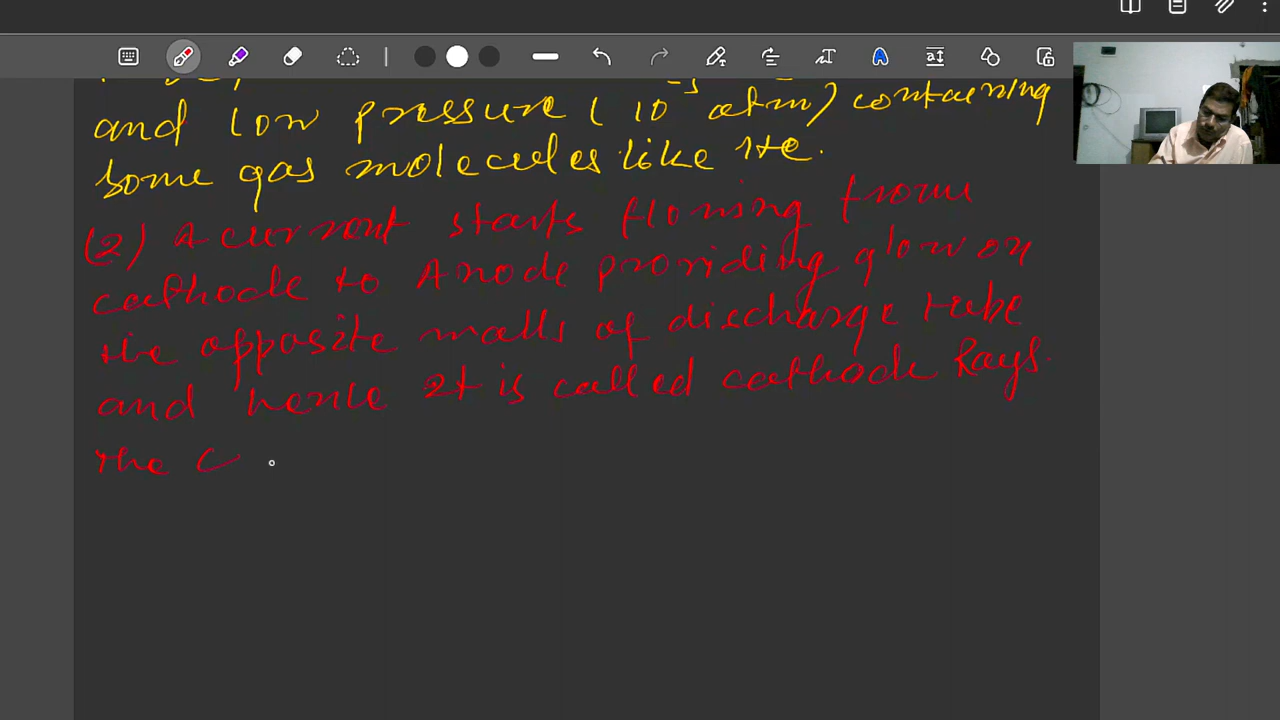 and low pressure ( 10⁻³ atm) containing
some gas molecules like He.
(2) A current starts flowing from
cathode to Anode providing glow on
the opposite walls of discharge tube
and hence It is called cathode Rays.
the C